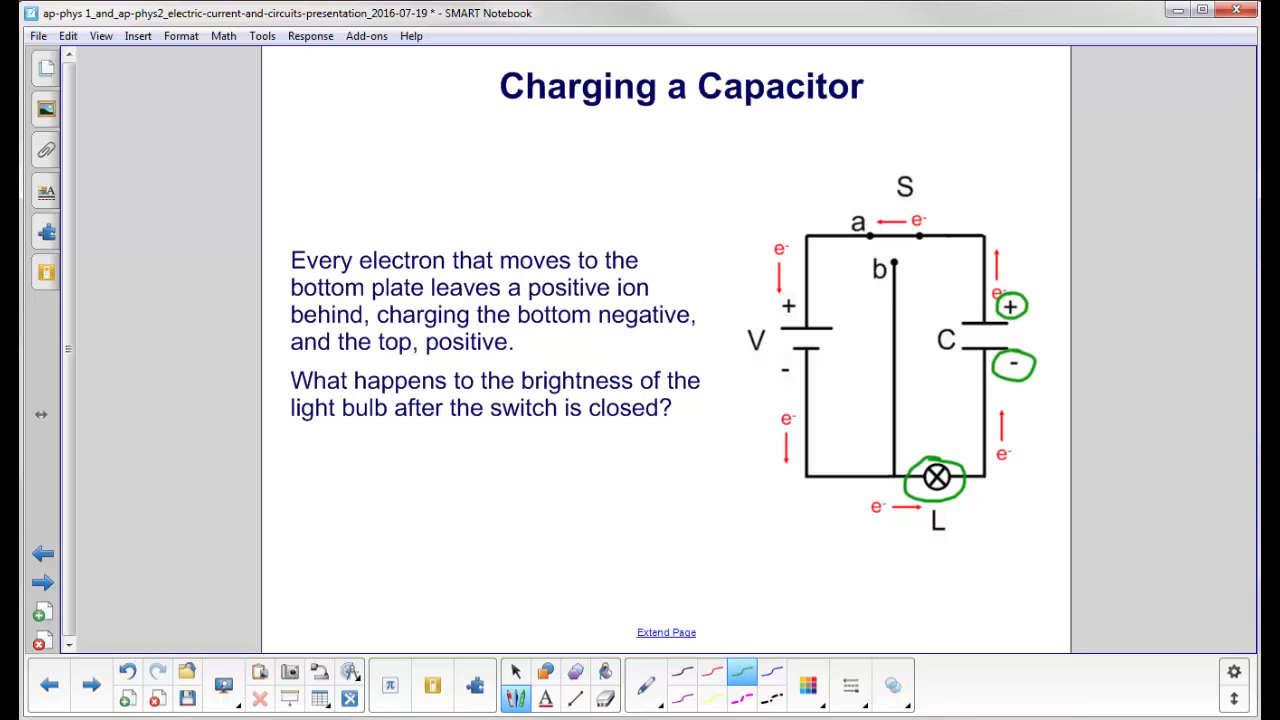 ap-phys 1_and_ap-phys2_electric-current-and-circuits-presentation_2016-07-19 * - SMART Notebook
File Edit View Insert Format Math Tools Response Add-ons Help
Charging a Capacitor
S
a e-
e-
b
+ e- +
V C
- -
Every electron that moves to the
bottom plate leaves a positive ion
behind, charging the bottom negative,
and the top, positive.
What happens to the brightness of the
light bulb after the switch is closed?
e- e-
e-
L
Extend Page
π
A